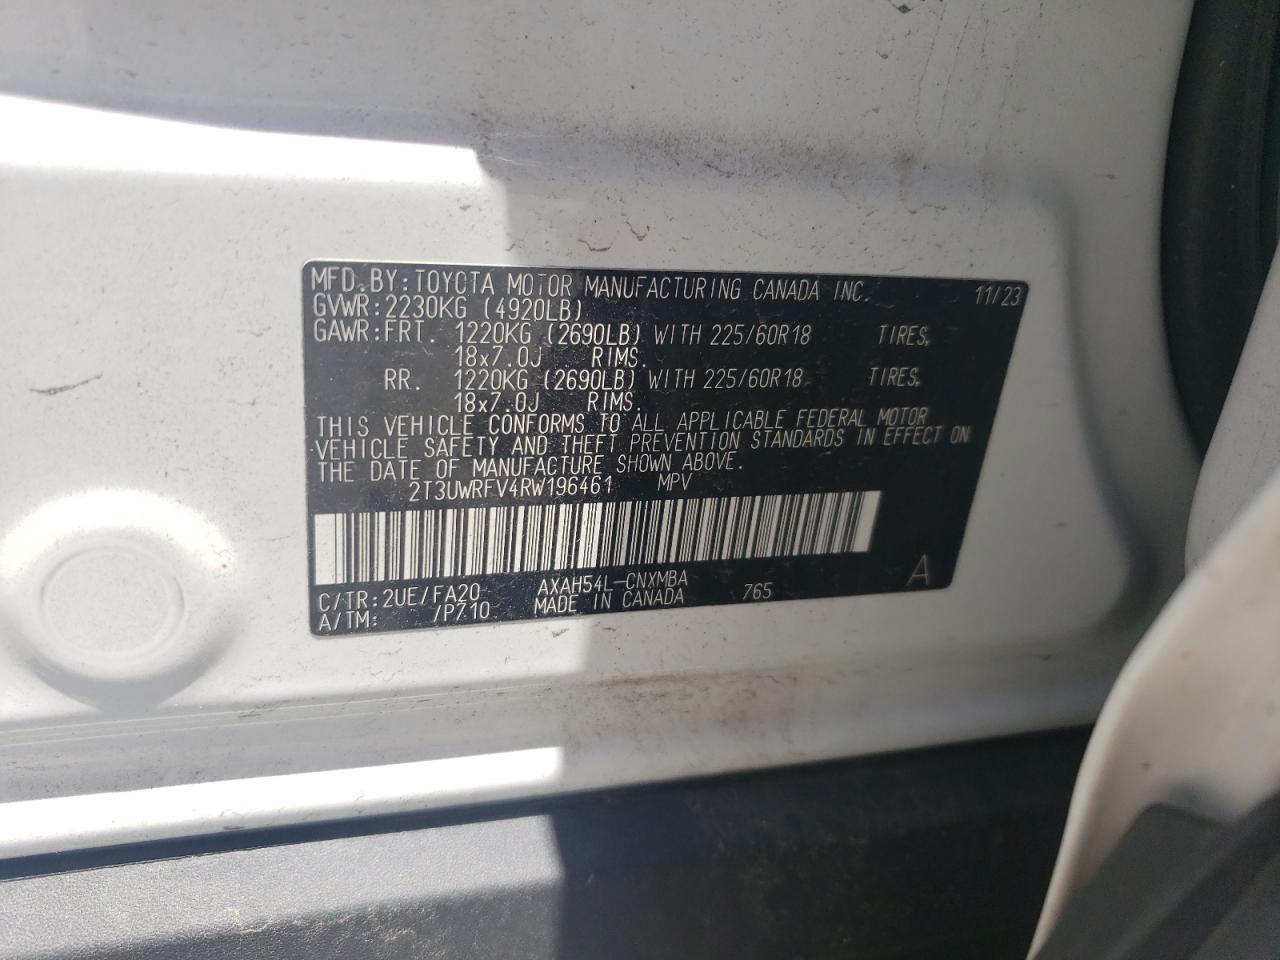 MFD. BY: TOYOTA MOTOR MANUFACTURING CANADA INC. 11/23
GVWR: 2230KG (4920LB)
GAWR: FRT. 1220KG (2690LB) WITH 225/60R18 TIRES,
18x7.0J RIMS.
RR. 1220KG (2690LB) WITH 225/60R18 TIRES,
18x7.0J RIMS.
THIS VEHICLE CONFORMS TO ALL APPLICABLE FEDERAL MOTOR
VEHICLE SAFETY AND THEFT PREVENTION STANDARDS IN EFFECT ON
THE DATE OF MANUFACTURE SHOWN ABOVE.
2T3UWRFV4RW196461 MPV
C/TR: 2UE/FA20 AXAH54L-CNXMBA 765 A
A/TM: /P710 MADE IN CANADA